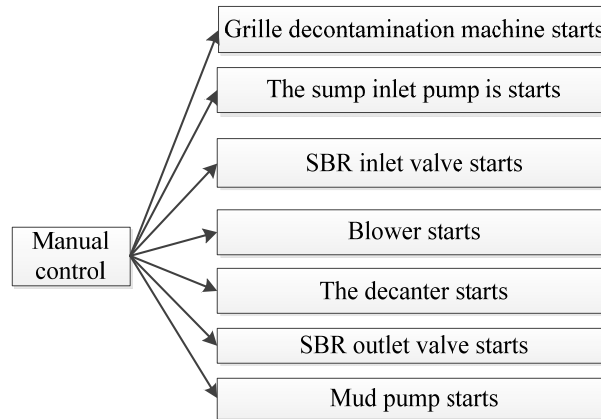 Grille decontamination machine starts
The sump inlet pump is starts
SBR inlet valve starts
Manual
control
Blower starts
The decanter starts
SBR outlet valve starts
Mud pump starts